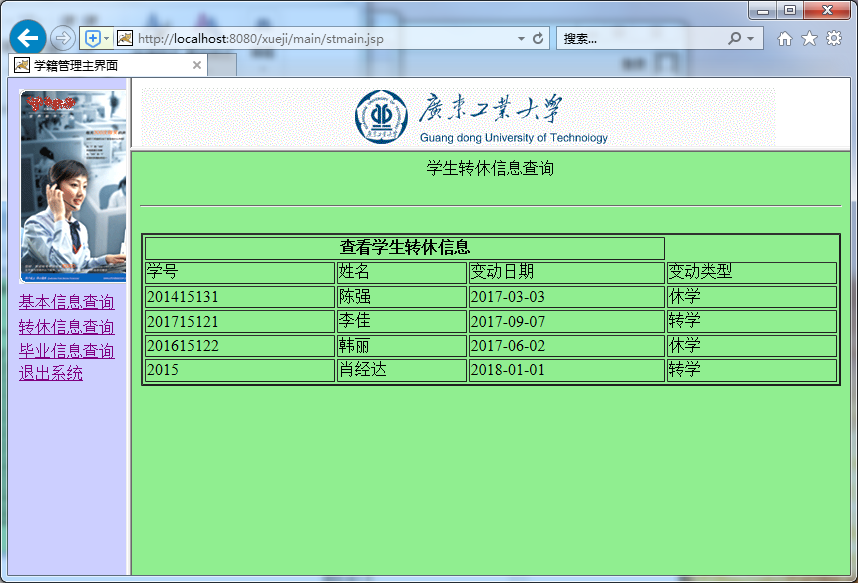 http://localhost:8080/xueji/main/stmain.jsp
搜索...
学籍管理主界面
广东工业大学
Guang dong University of Technology
学生转休信息查询
基本信息查询
转休信息查询
毕业信息查询
退出系统
查看学生转休信息
学号 姓名 变动日期 变动类型
201415131 陈强 2017-03-03 休学
201715121 李佳 2017-09-07 转学
201615122 韩丽 2017-06-02 休学
2015 肖经达 2018-01-01 转学